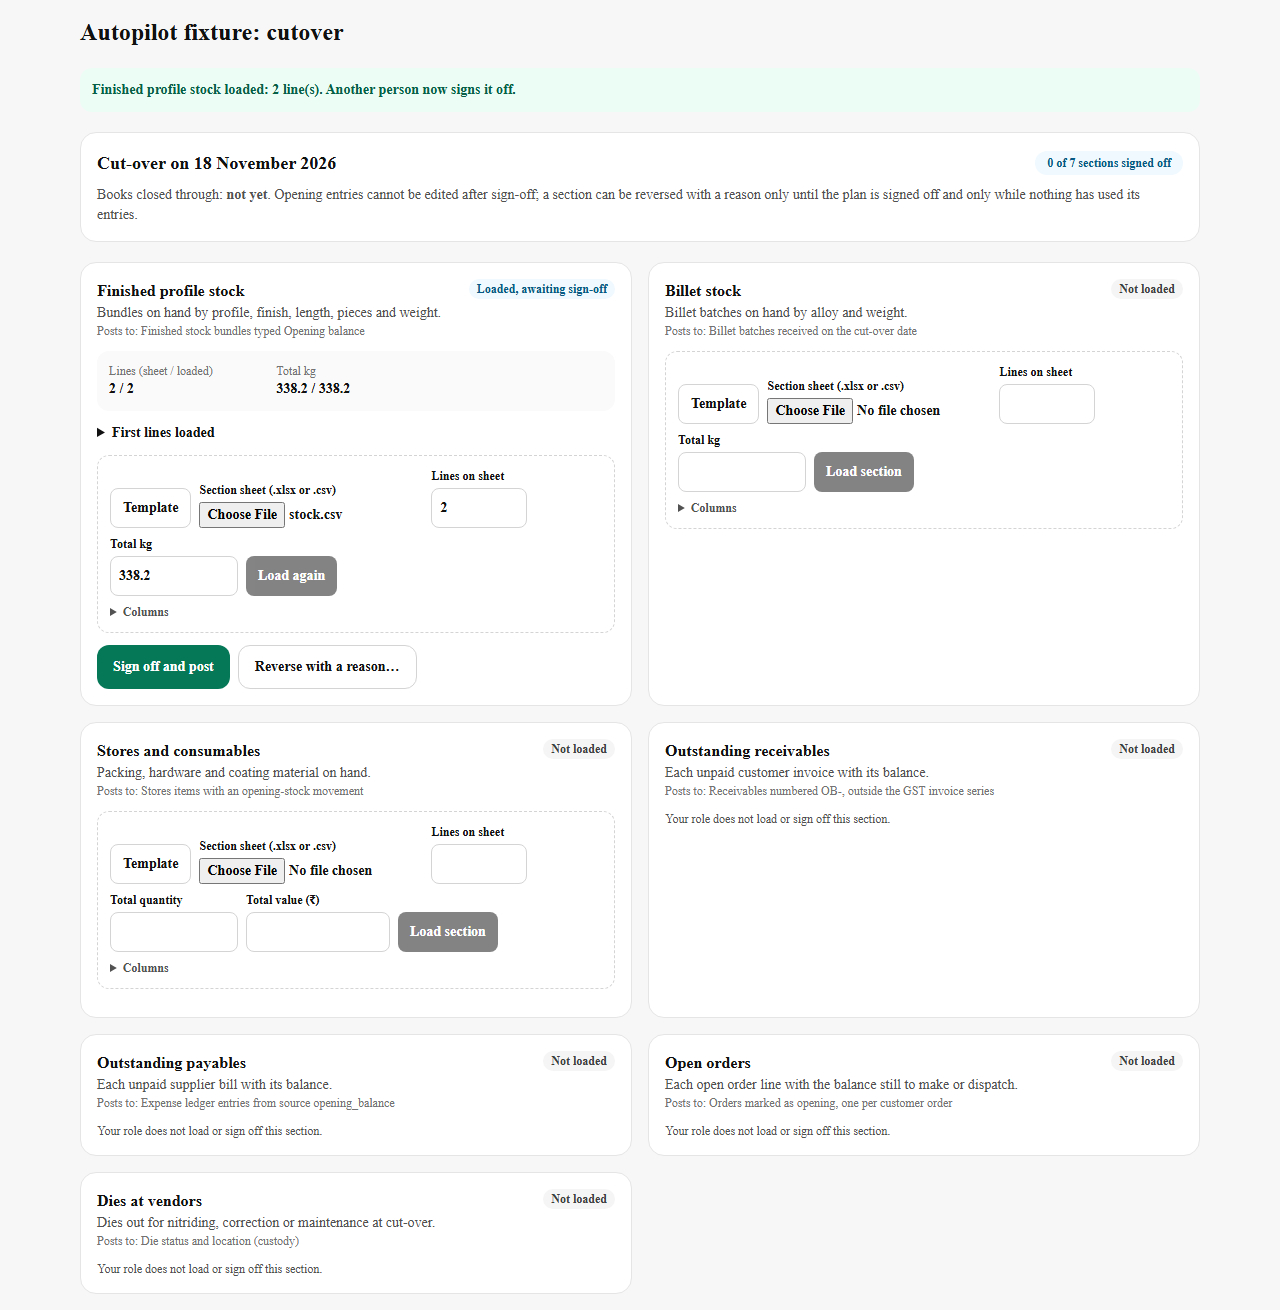 Autopilot fixture: cutover
Finished profile stock loaded: 2 line(s). Another person now signs it off.
Cut-over on 18 November 2026
0 of 7 sections signed off
Books closed through: not yet. Opening entries cannot be edited after sign-off; a section can be reversed with a reason only until the plan is signed off and only while nothing has used its
entries.
Finished profile stock
Loaded, awaiting sign-off
Bundles on hand by profile, finish, length, pieces and weight.
Posts to: Finished stock bundles typed Opening balance
Lines (sheet / loaded)
2 / 2
Total kg
338.2 / 338.2
First lines loaded
Template
Section sheet (.xlsx or .csv)
Choose File stock.csv
Lines on sheet
2
Total kg
338.2
Load again
Columns
Sign off and post
Reverse with a reason…
Billet stock
Not loaded
Billet batches on hand by alloy and weight.
Posts to: Billet batches received on the cut-over date
Template
Section sheet (.xlsx or .csv)
Choose File No file chosen
Lines on sheet
Total kg
Load section
Columns
Stores and consumables
Not loaded
Packing, hardware and coating material on hand.
Posts to: Stores items with an opening-stock movement
Template
Section sheet (.xlsx or .csv)
Choose File No file chosen
Lines on sheet
Total quantity
Total value (₹)
Load section
Columns
Outstanding receivables
Not loaded
Each unpaid customer invoice with its balance.
Posts to: Receivables numbered OB-, outside the GST invoice series
Your role does not load or sign off this section.
Outstanding payables
Not loaded
Each unpaid supplier bill with its balance.
Posts to: Expense ledger entries from source opening_balance
Your role does not load or sign off this section.
Open orders
Not loaded
Each open order line with the balance still to make or dispatch.
Posts to: Orders marked as opening, one per customer order
Your role does not load or sign off this section.
Dies at vendors
Not loaded
Dies out for nitriding, correction or maintenance at cut-over.
Posts to: Die status and location (custody)
Your role does not load or sign off this section.